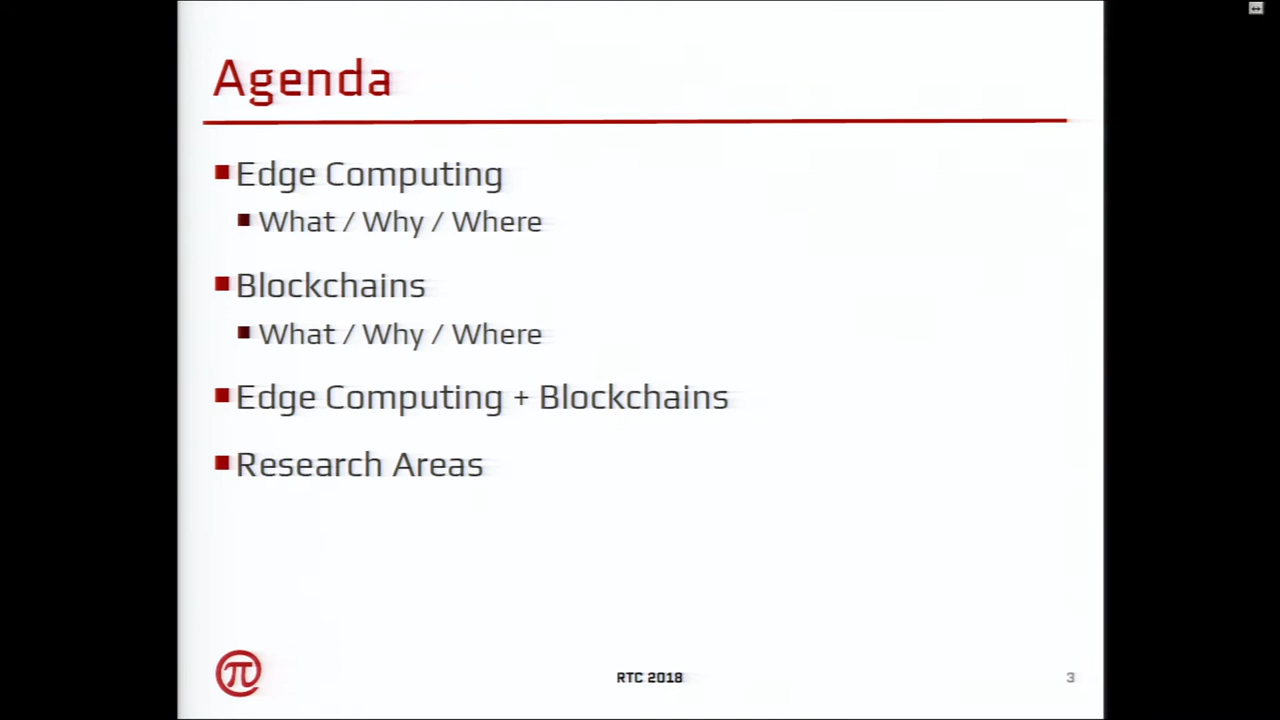 Agenda
Edge Computing
What / Why / Where
Blockchains
What / Why / Where
Edge Computing + Blockchains
Research Areas
π
RTC 2018
3